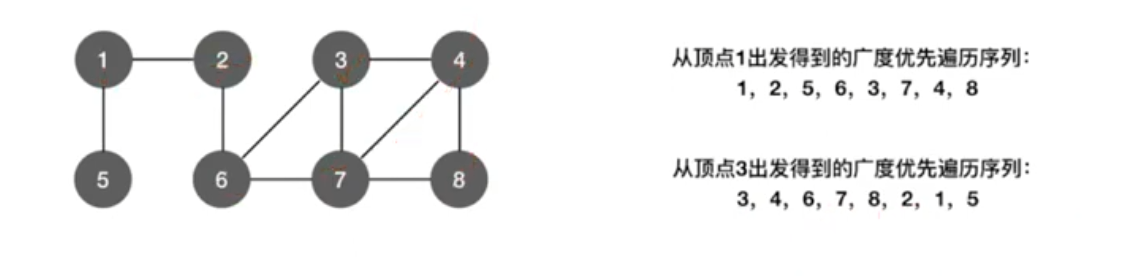 1 2 3 4
从顶点1出发得到的广度优先遍历序列：
1，2，5，6，3，7，4，8
5 6 7 8
从顶点3出发得到的广度优先遍历序列：
3，4，6，7，8，2，1，5